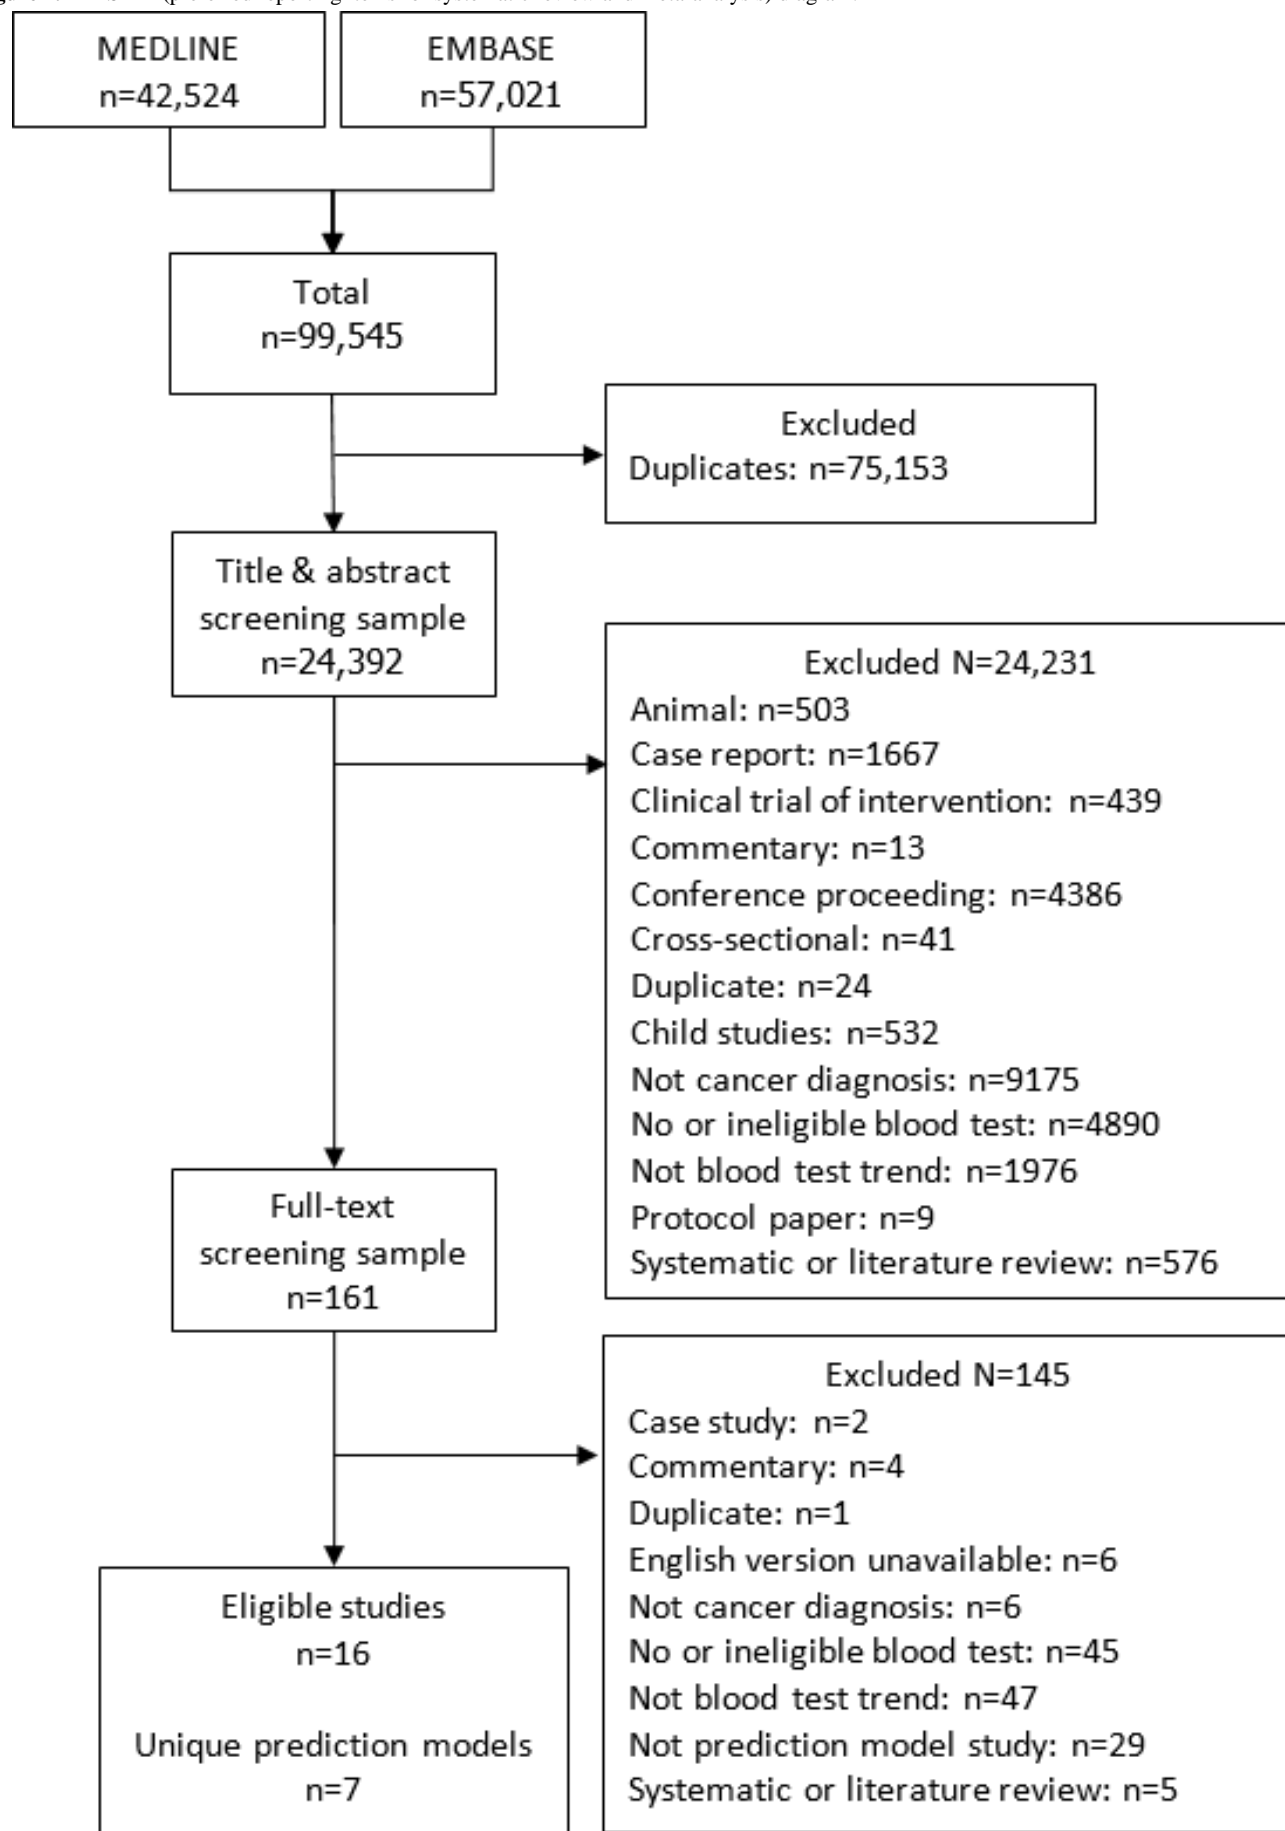 MEDLINE
n=42,524
EMBASE
n=57,021
Total
n=99,545
Excluded
Duplicates: n=75,153
Title & abstract
screening sample
n=24,392
Excluded N=24,231
Animal: n=503
Case report: n=1667
Clinical trial of intervention: n=439
Commentary: n=13
Conference proceeding: n=4386
Cross-sectional: n=41
Duplicate: n=24
Child studies: n=532
Not cancer diagnosis: n=9175
No or ineligible blood test: n=4890
Not blood test trend: n=1976
Protocol paper: n=9
Systematic or literature review: n=576
Full-text
screening sample
n=161
Excluded N=145
Case study: n=2
Commentary: n=4
Duplicate: n=1
English version unavailable: n=6
Not cancer diagnosis: n=6
No or ineligible blood test: n=45
Not blood test trend: n=47
Not prediction model study: n=29
Systematic or literature review: n=5
Eligible studies
n=16
Unique prediction models
n=7